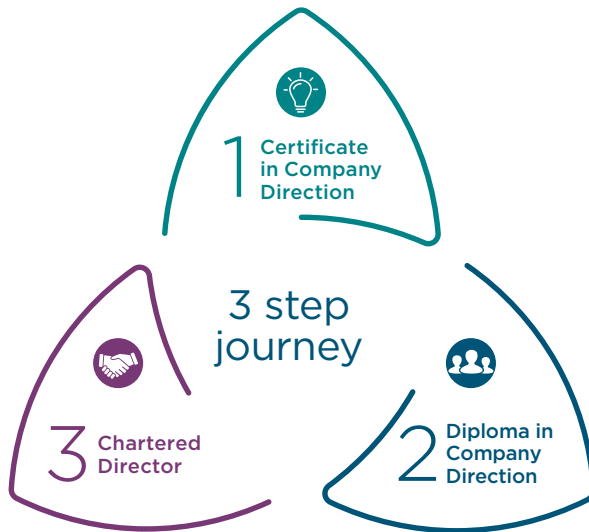 1 Certificate
in Company
Direction
3 step
journey
3 Chartered
Director
2 Diploma in
Company
Direction